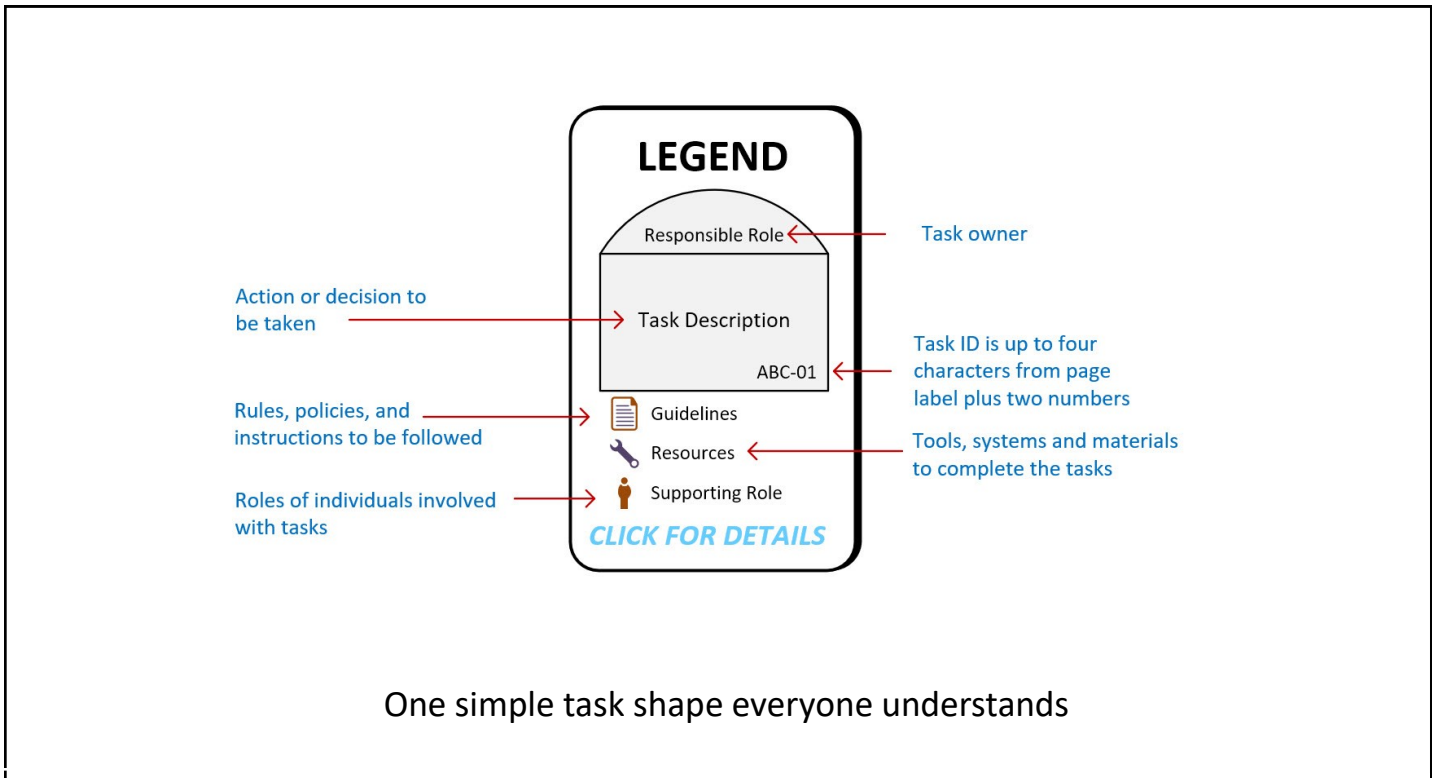 LEGEND
Responsible Role
Task owner
Action or decision to
be taken
Task Description
ABC-01
Task ID is up to four
characters from page
label plus two numbers
Rules, policies, and
instructions to be followed
Guidelines
Resources
Tools, systems and materials
to complete the tasks
Roles of individuals involved
with tasks
Supporting Role
CLICK FOR DETAILS
One simple task shape everyone understands